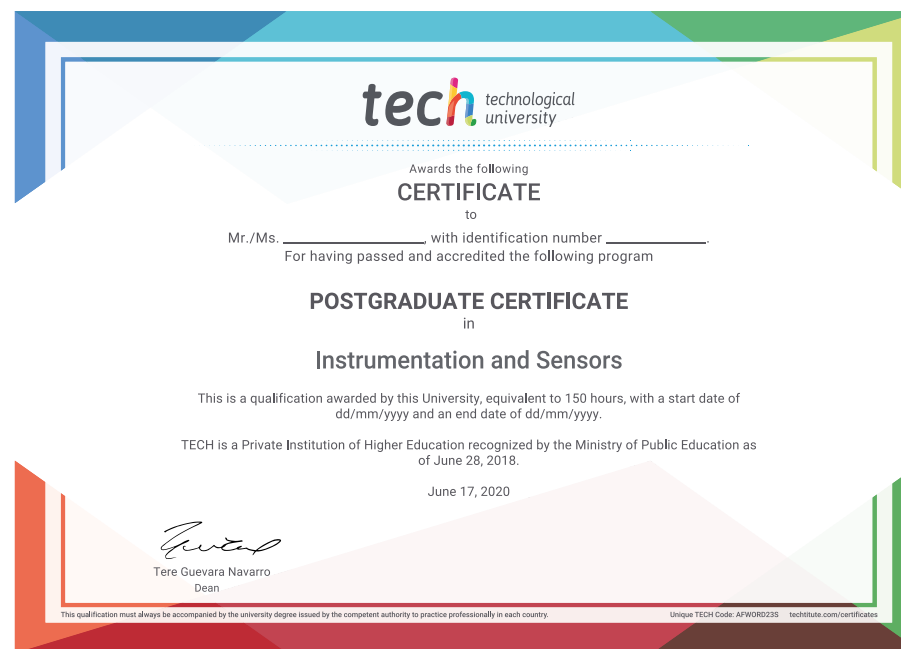 tech technological
university
Awards the following
CERTIFICATE
to
Mr./Ms. ____________________, with identification number ______________.
For having passed and accredited the following program
POSTGRADUATE CERTIFICATE
in
Instrumentation and Sensors
This is a qualification awarded by this University, equivalent to 150 hours, with a start date of
dd/mm/yyyy and an end date of dd/mm/yyyy.
TECH is a Private Institution of Higher Education recognized by the Ministry of Public Education as
of June 28, 2018.
June 17, 2020
Tere Guevara Navarro
Dean
This qualification must always be accompanied by the university degree issued by the competent authority to practice professionally in each country. Unique TECH Code: AFWORD23S techtitute.com/certificates